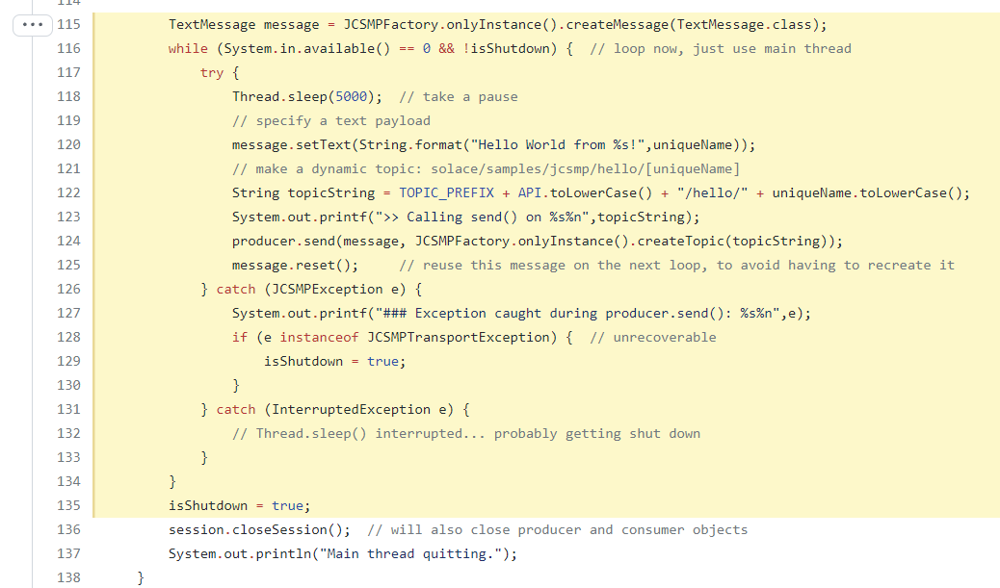 114
115 TextMessage message = JCSMPFactory.onlyInstance().createMessage(TextMessage.class);
116 while (System.in.available() == 0 && !isShutdown) {  // loop now, just use main thread
117 try {
118 Thread.sleep(5000);  // take a pause
119 // specify a text payload
120 message.setText(String.format("Hello World from %s!",uniqueName));
121 // make a dynamic topic: solace/samples/jcsmp/hello/[uniqueName]
122 String topicString = TOPIC_PREFIX + API.toLowerCase() + "/hello/" + uniqueName.toLowerCase();
123 System.out.printf(">> Calling send() on %s%n",topicString);
124 producer.send(message, JCSMPFactory.onlyInstance().createTopic(topicString));
125 message.reset();     // reuse this message on the next loop, to avoid having to recreate it
126 } catch (JCSMPException e) {
127 System.out.printf("### Exception caught during producer.send(): %s%n",e);
128 if (e instanceof JCSMPTransportException) {  // unrecoverable
129 isShutdown = true;
130 }
131 } catch (InterruptedException e) {
132 // Thread.sleep() interrupted... probably getting shut down
133 }
134 }
135 isShutdown = true;
136 session.closeSession();  // will also close producer and consumer objects
137 System.out.println("Main thread quitting.");
138 }